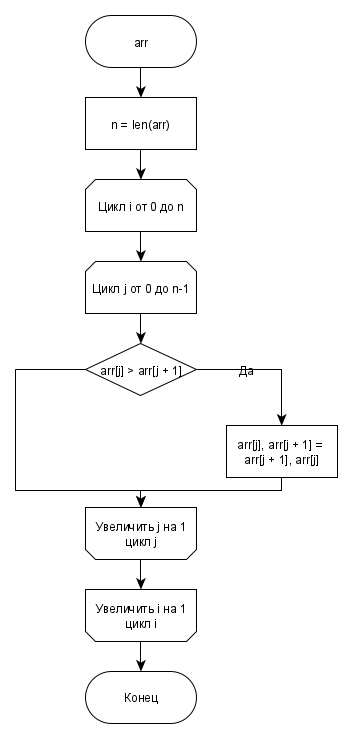 arr
n = len(arr)
Цикл i от 0 до n
Цикл j от 0 до n-1
arr[j] > arr[j + 1]
Да
arr[j], arr[j + 1] =
arr[j + 1], arr[j]
Увеличить j на 1
цикл j
Увеличить i на 1
цикл i
Конец